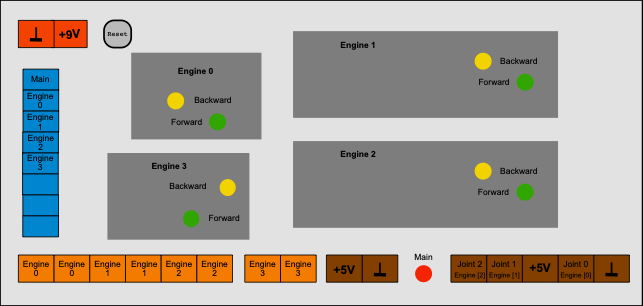 +9V
Reset
Engine 1
Backward
Forward
Engine 0
Backward
Forward
Main
Engine
0
Engine
1
Engine
2
Engine
3
Engine 3
Backward
Forward
Engine 2
Backward
Forward
Engine
0
Engine
0
Engine
1
Engine
1
Engine
2
Engine
2
Engine
3
Engine
3
+5V
Main
Joint 2
Engine [2]
Joint 1
Engine [1]
+5V
Joint 0
Engine [0]